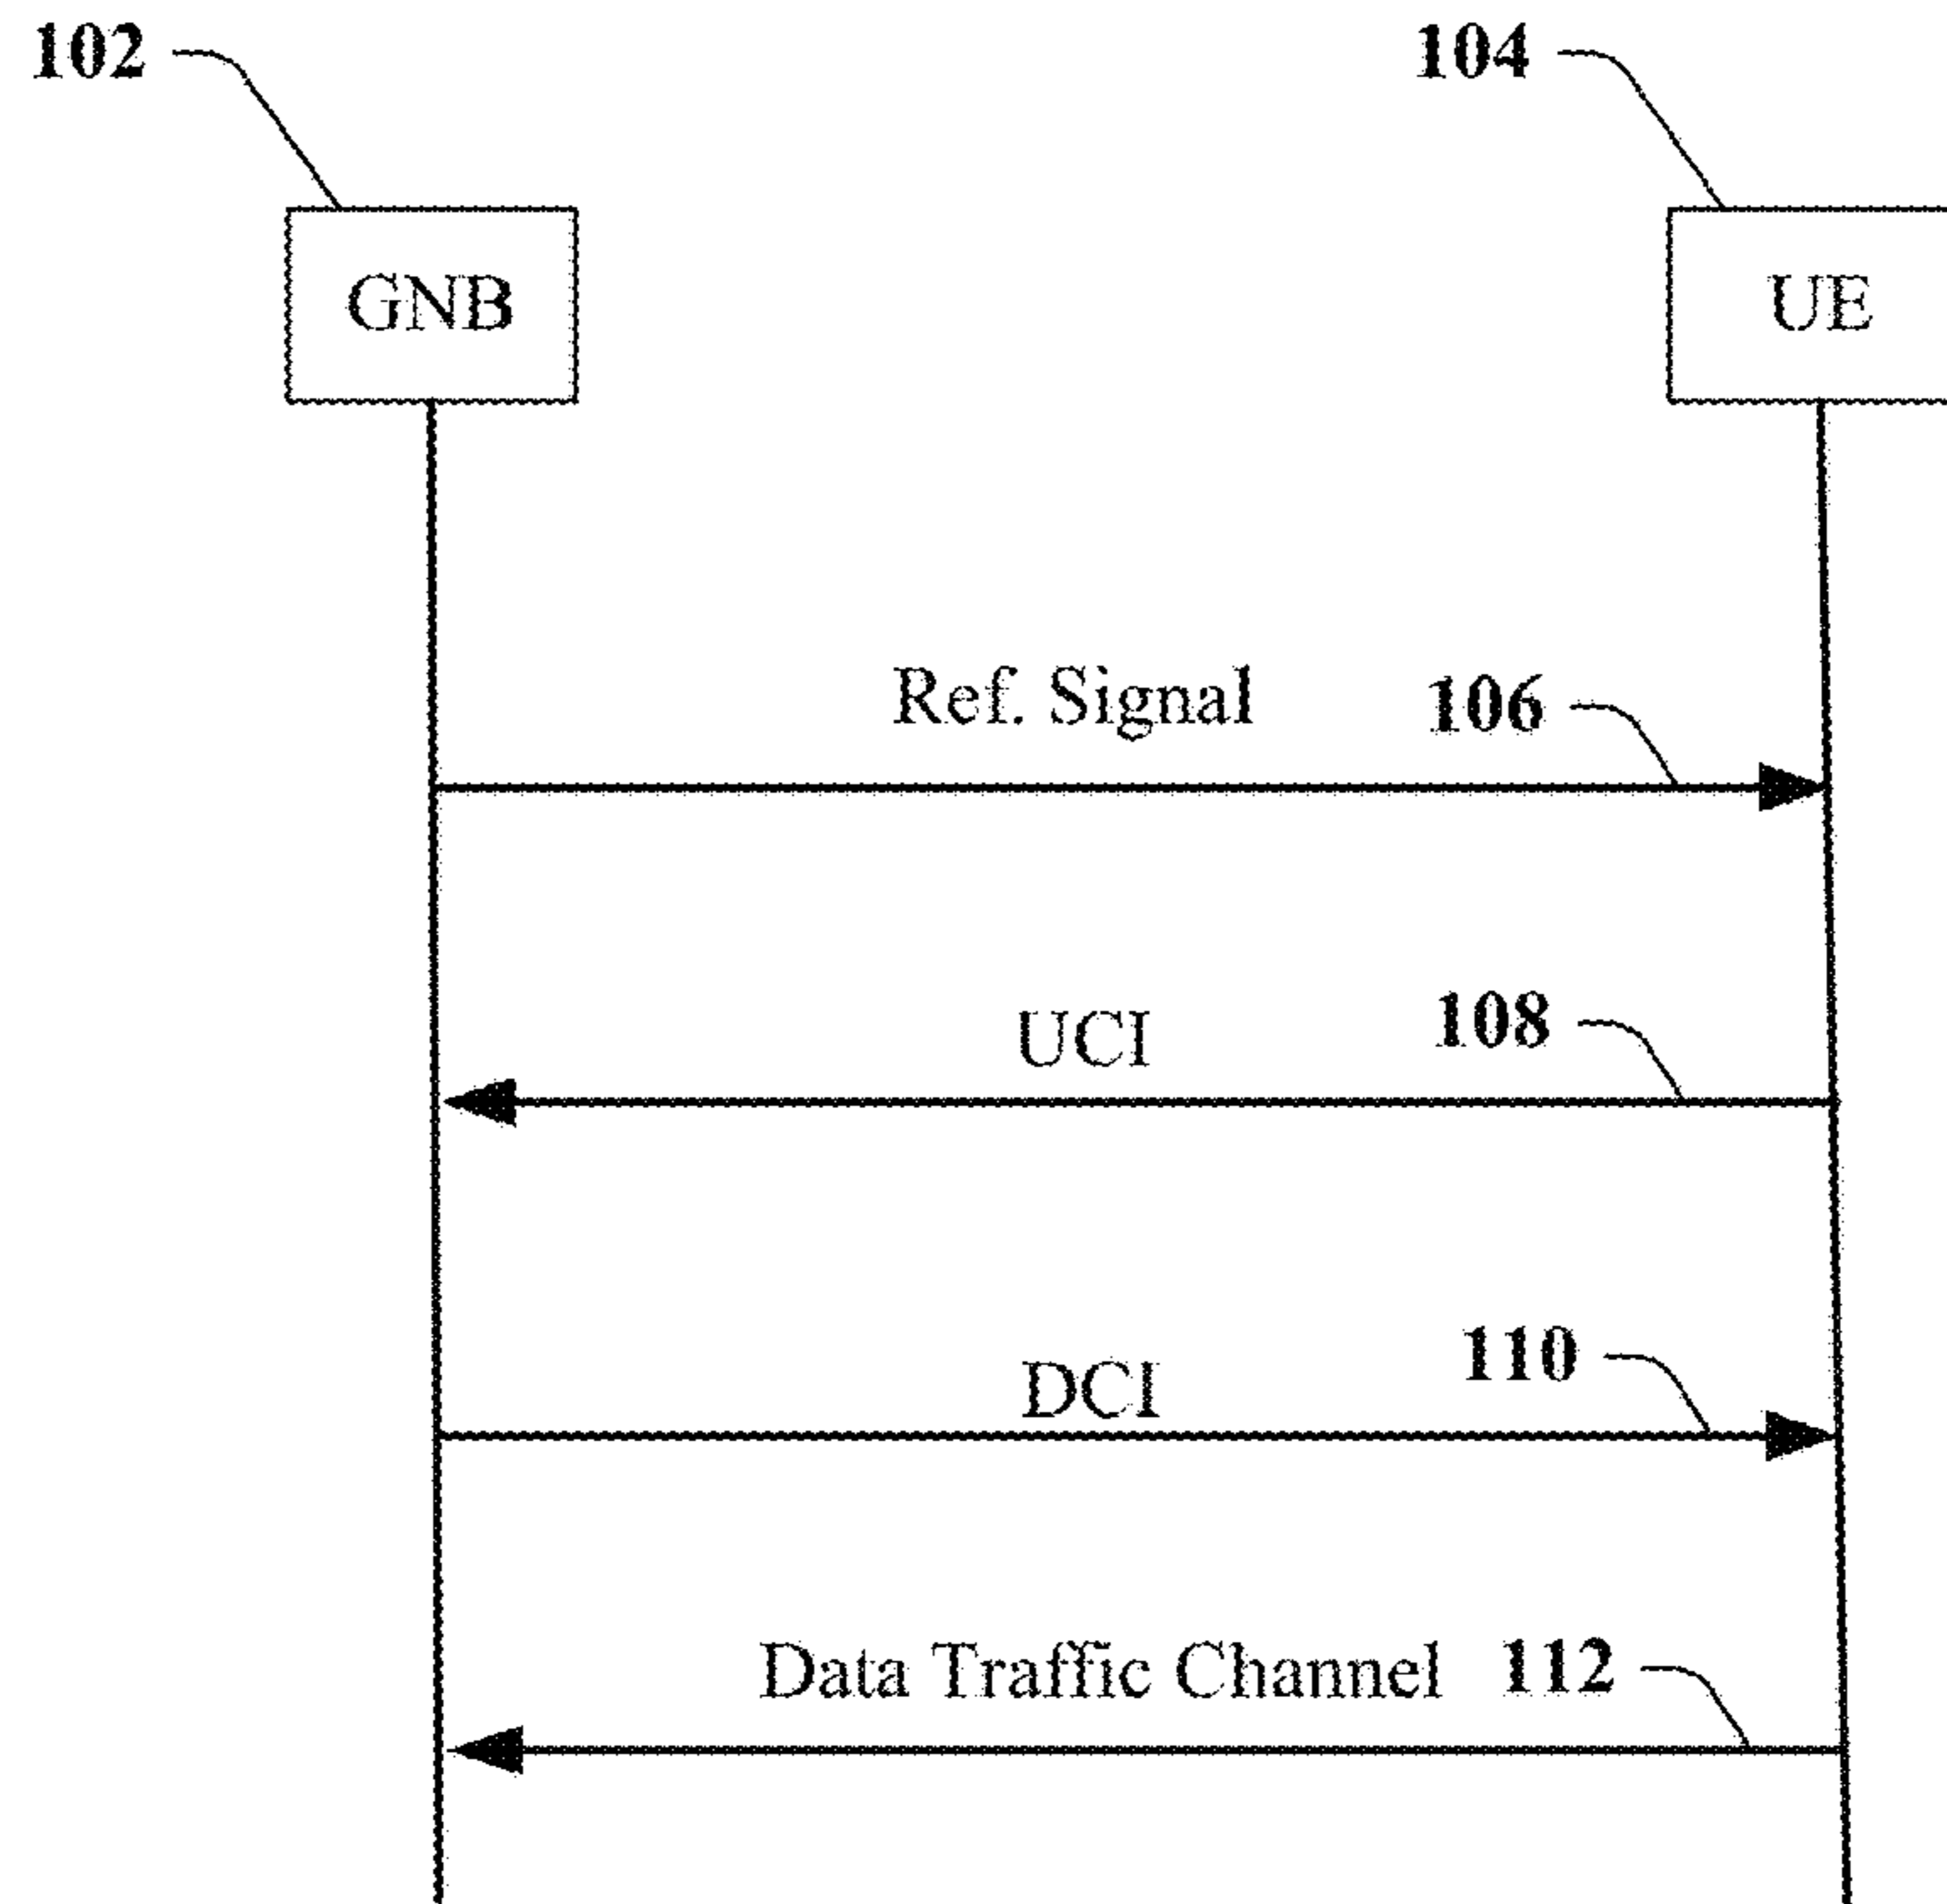 102
104
GNB
UE
Ref. Signal
106
UCI
108
DCI
110
Data Traffic Channel
112